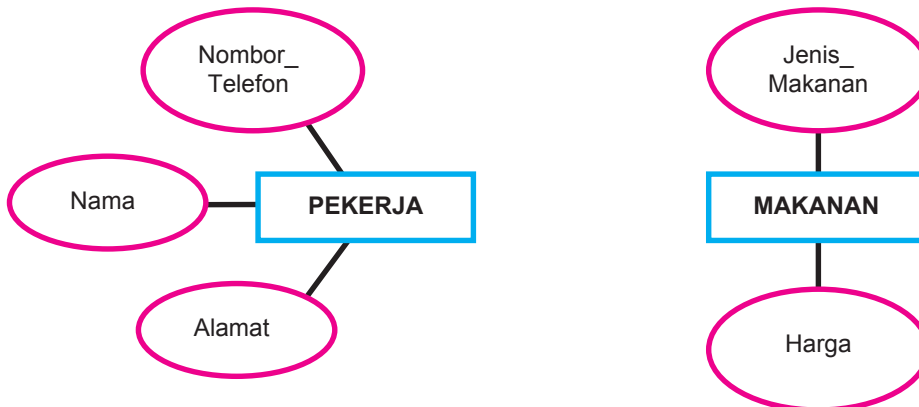 Nombor_
Telefon
Nama
PEKERJA
Alamat
Jenis_
Makanan
MAKANAN
Harga